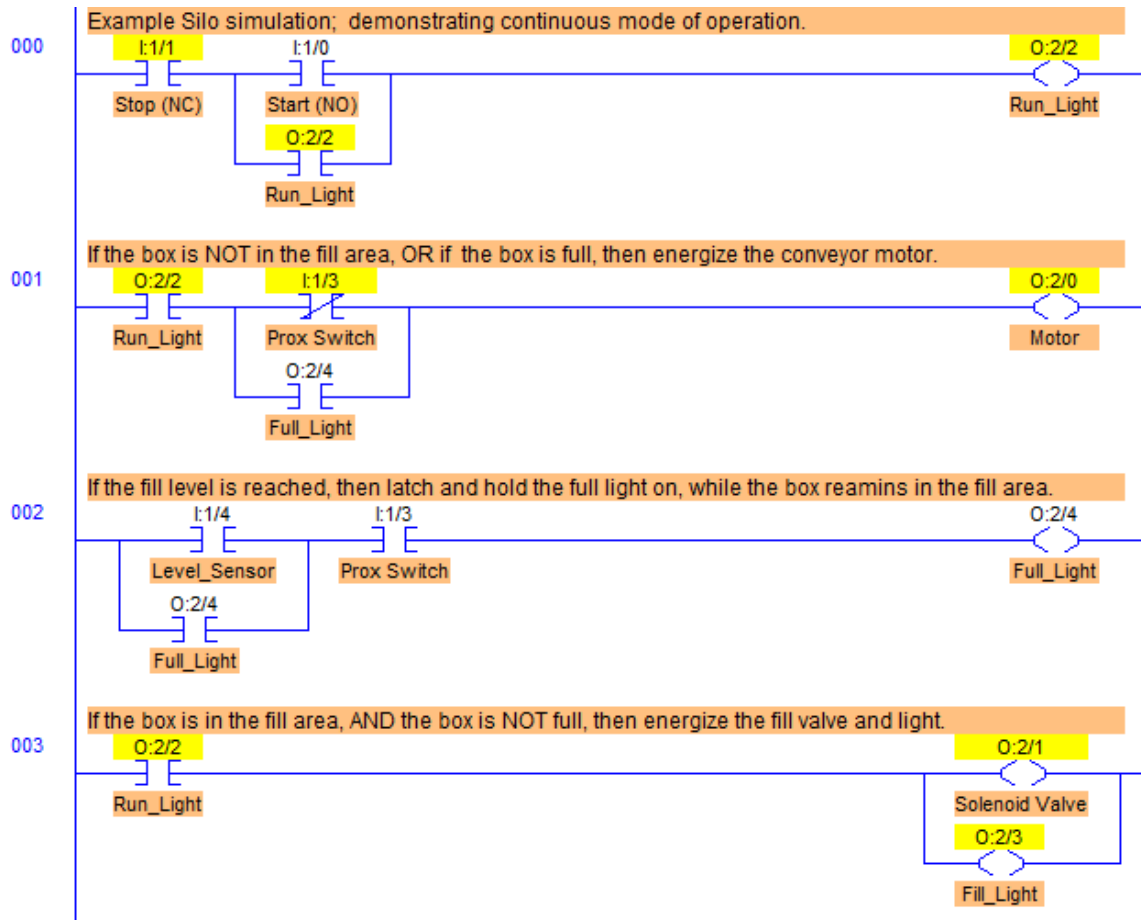 Example Silo simulation;  demonstrating continuous mode of operation.
000
I:1/1 I:1/0 O:2/2
Stop (NC) Start (NO) Run_Light
O:2/2
Run_Light
If the box is NOT in the fill area, OR if  the box is full, then energize the conveyor motor.
001
O:2/2 I:1/3 O:2/0
Run_Light Prox Switch Motor
O:2/4
Full_Light
If the fill level is reached, then latch and hold the full light on, while the box reamins in the fill area.
002
I:1/4 I:1/3 O:2/4
Level_Sensor Prox Switch Full_Light
O:2/4
Full_Light
If the box is in the fill area, AND the box is NOT full, then energize the fill valve and light.
003
O:2/2 O:2/1
Run_Light Solenoid Valve
O:2/3
Fill_Light